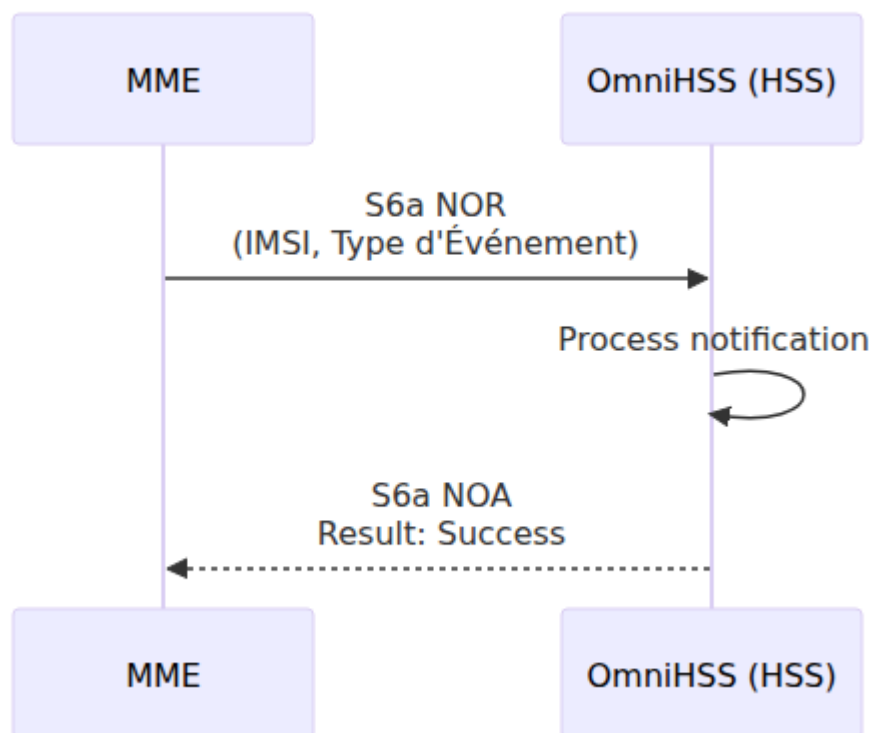 MME
OmniHSS (HSS)
S6a NOR
(IMSI, Type d'Événement)
Process notification
S6a NOA
Result: Success
MME
OmniHSS (HSS)